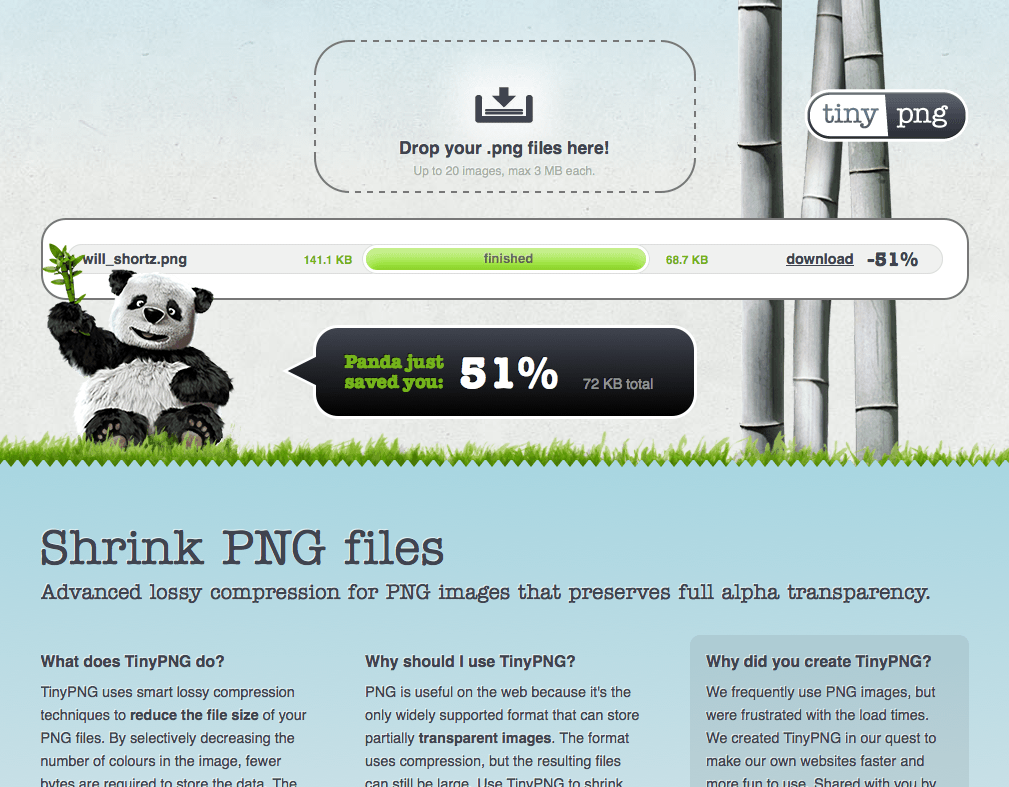 tiny png
Drop your .png files here!
Up to 20 images, max 3 MB each.
will_shortz.png 141.1 KB finished 68.7 KB download -51%
Panda just
saved you: 51% 72 KB total
Shrink PNG files
Advanced lossy compression for PNG images that preserves full alpha transparency.
What does TinyPNG do?
TinyPNG uses smart lossy compression
techniques to reduce the file size of your
PNG files. By selectively decreasing the
number of colours in the image, fewer
bytes are required to store the data. The
Why should I use TinyPNG?
PNG is useful on the web because it's the
only widely supported format that can store
partially transparent images. The format
uses compression, but the resulting files
can still be large. Use TinyPNG to shrink
Why did you create TinyPNG?
We frequently use PNG images, but
were frustrated with the load times.
We created TinyPNG in our quest to
make our own websites faster and
more fun to use. Shared with you by